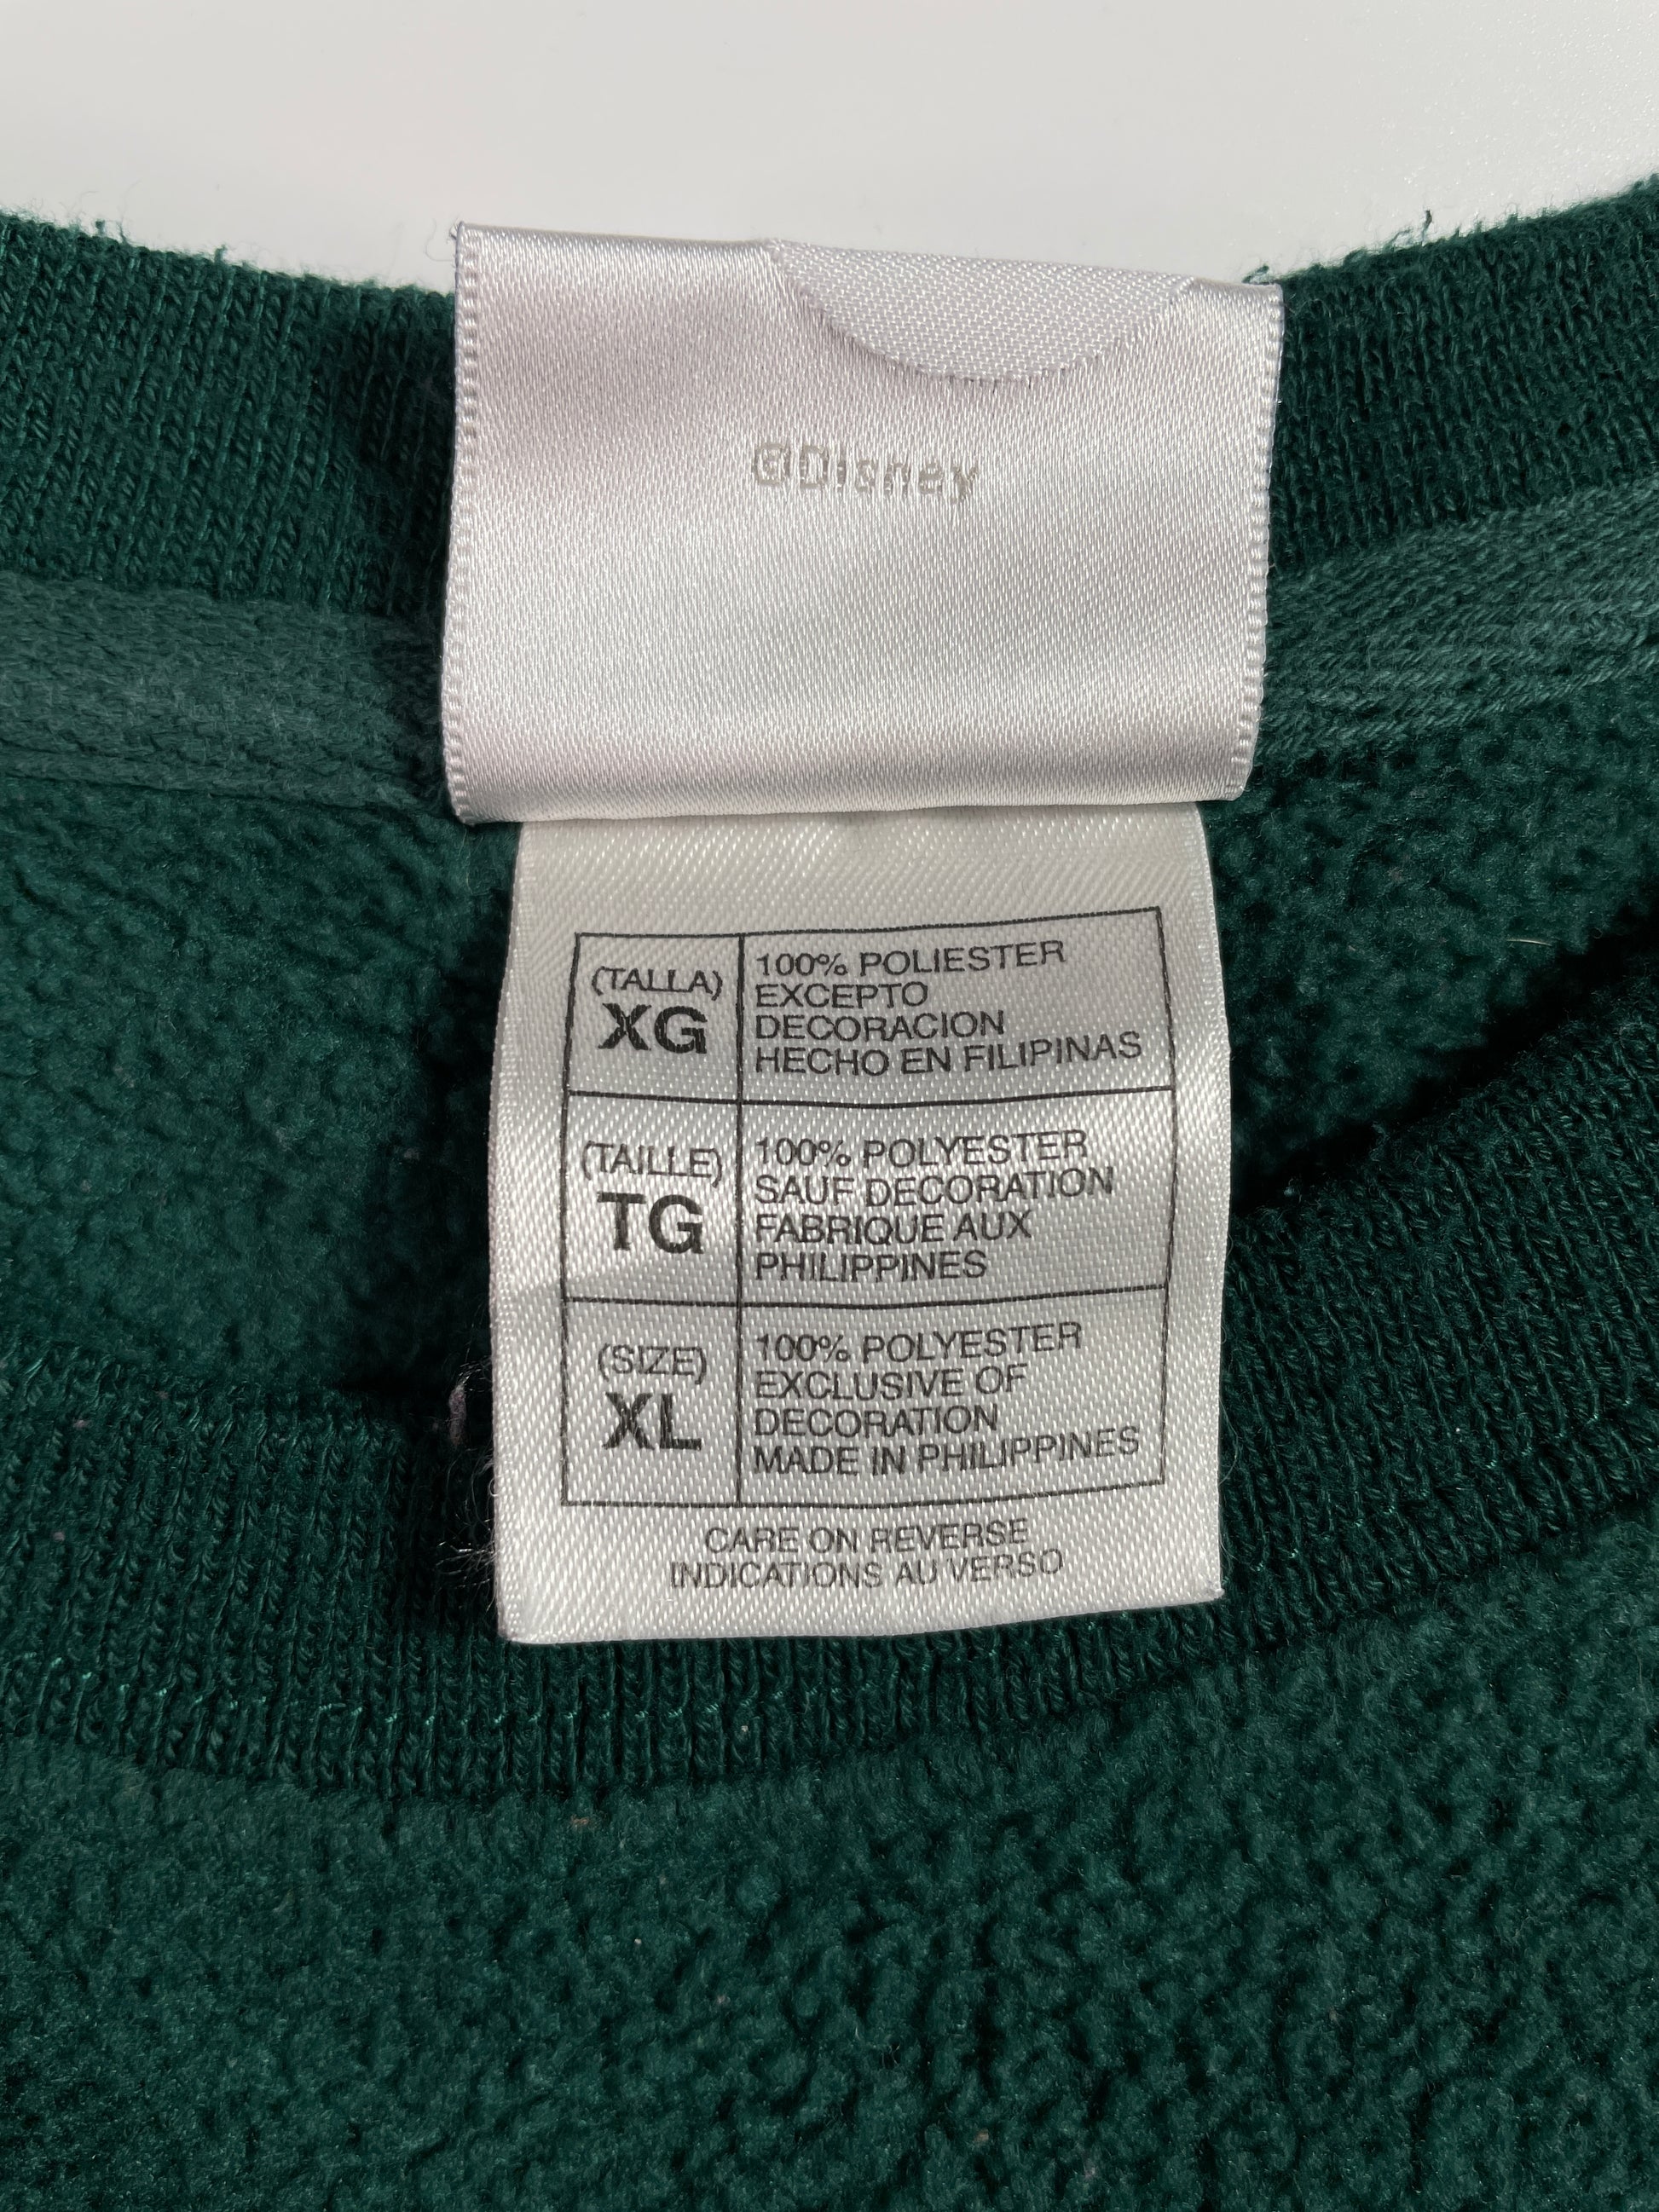 ©Disney
(TALLA)
XG
100% POLIESTER
EXCEPTO
DECORACION
HECHO EN FILIPINAS
(TAILLE)
TG
100% POLYESTER
SAUF DECORATION
FABRIQUE AUX
PHILIPPINES
(SIZE)
XL
100% POLYESTER
EXCLUSIVE OF
DECORATION
MADE IN PHILIPPINES
CARE ON REVERSE
INDICATIONS AU VERSO